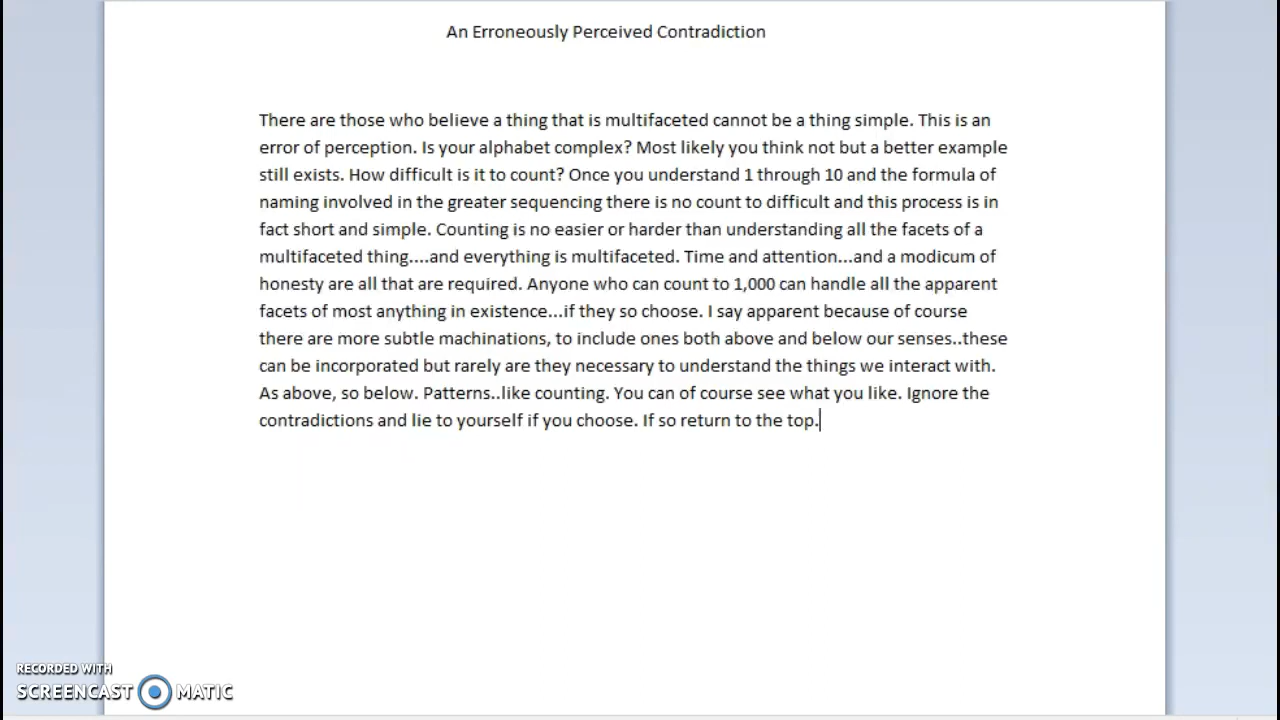 An Erroneously Perceived Contradiction
There are those who believe a thing that is multifaceted cannot be a thing simple. This is an
error of perception. Is your alphabet complex? Most likely you think not but a better example
still exists. How difficult is it to count? Once you understand 1 through 10 and the formula of
naming involved in the greater sequencing there is no count to difficult and this process is in
fact short and simple. Counting is no easier or harder than understanding all the facets of a
multifaceted thing....and everything is multifaceted. Time and attention...and a modicum of
honesty are all that are required. Anyone who can count to 1,000 can handle all the apparent
facets of most anything in existence...if they so choose. I say apparent because of course
there are more subtle machinations, to include ones both above and below our senses..these
can be incorporated but rarely are they necessary to understand the things we interact with.
As above, so below. Patterns..like counting. You can of course see what you like. Ignore the
contradictions and lie to yourself if you choose. If so return to the top.
RECORDED WITH
SCREENCAST MATIC